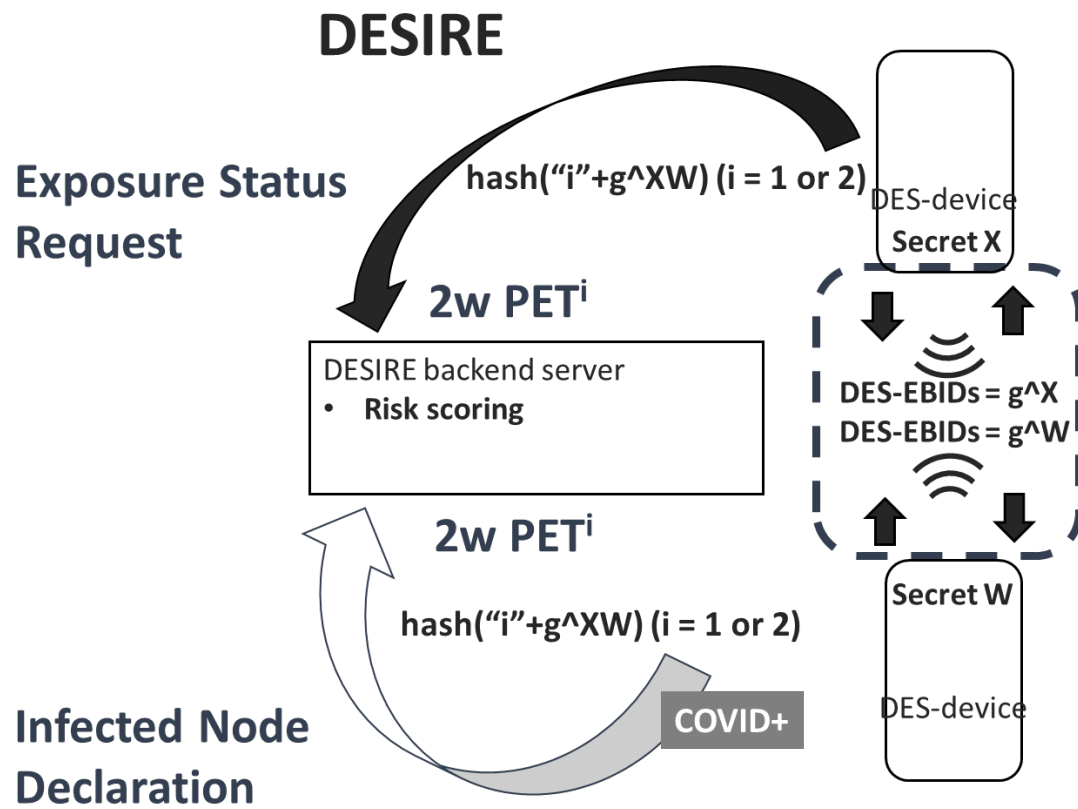 DESIRE
Exposure Status
Request
hash(“i”+g^XW) (i = 1 or 2)
DES-device
Secret X
2w PETⁱ
DESIRE backend server
• Risk scoring
DES-EBIDs = g^X
DES-EBIDs = g^W
2w PETⁱ
Secret W
hash(“i”+g^XW) (i = 1 or 2)
COVID+
DES-device
Infected Node
Declaration